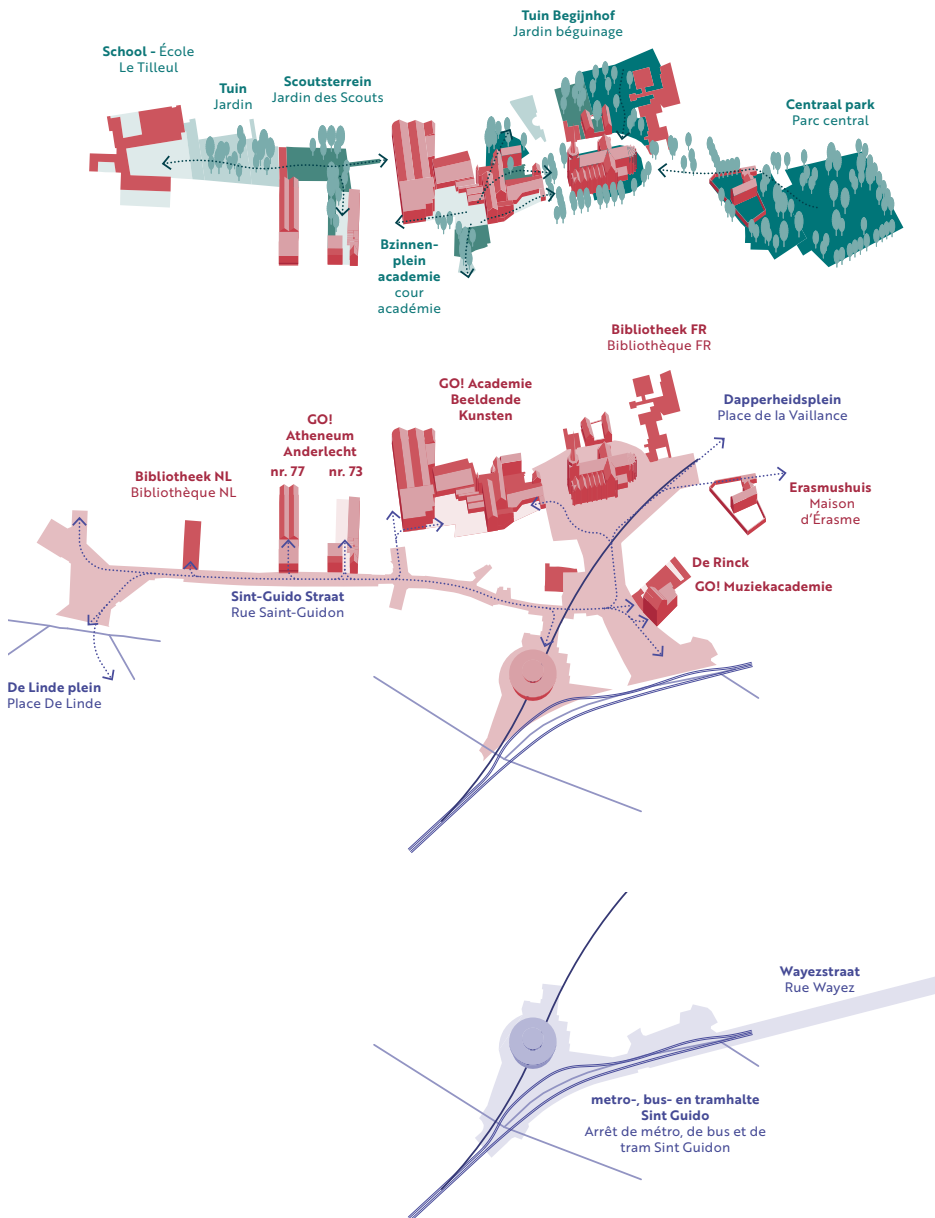 Tuin Begijnhof
Jardin béguinage
School - École
Le Tilleul
Tuin
Jardin
Scoutsterrein
Jardin des Scouts
Centraal park
Parc central
Bzinnen-
plein
academie
cour
académie
Bibliotheek FR
Bibliothèque FR
GO! Academie
Beeldende
Kunsten
Dapperheidsplein
Place de la Vaillance
GO!
Atheneum
Anderlecht
nr. 77
nr. 73
Bibliotheek NL
Bibliothèque NL
Erasmushuis
Maison
d'Érasme
De Rinck
GO! Muziekacademie
Sint-Guido Straat
Rue Saint-Guidon
De Linde plein
Place De Linde
Wayezstraat
Rue Wayez
metro-, bus- en tramhalte
Sint Guido
Arrêt de métro, de bus et de
tram Sint Guidon